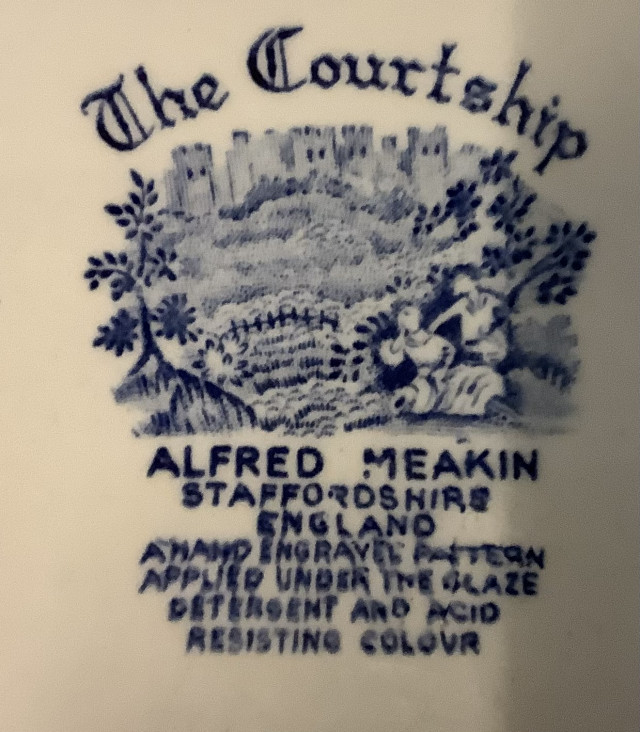 The Courtship
ALFRED MEAKIN
STAFFORDSHIRE
ENGLAND
A HAND ENGRAVED PATTERN
APPLIED UNDER THE GLAZE
DETERGENT AND ACID
RESISTING COLOUR